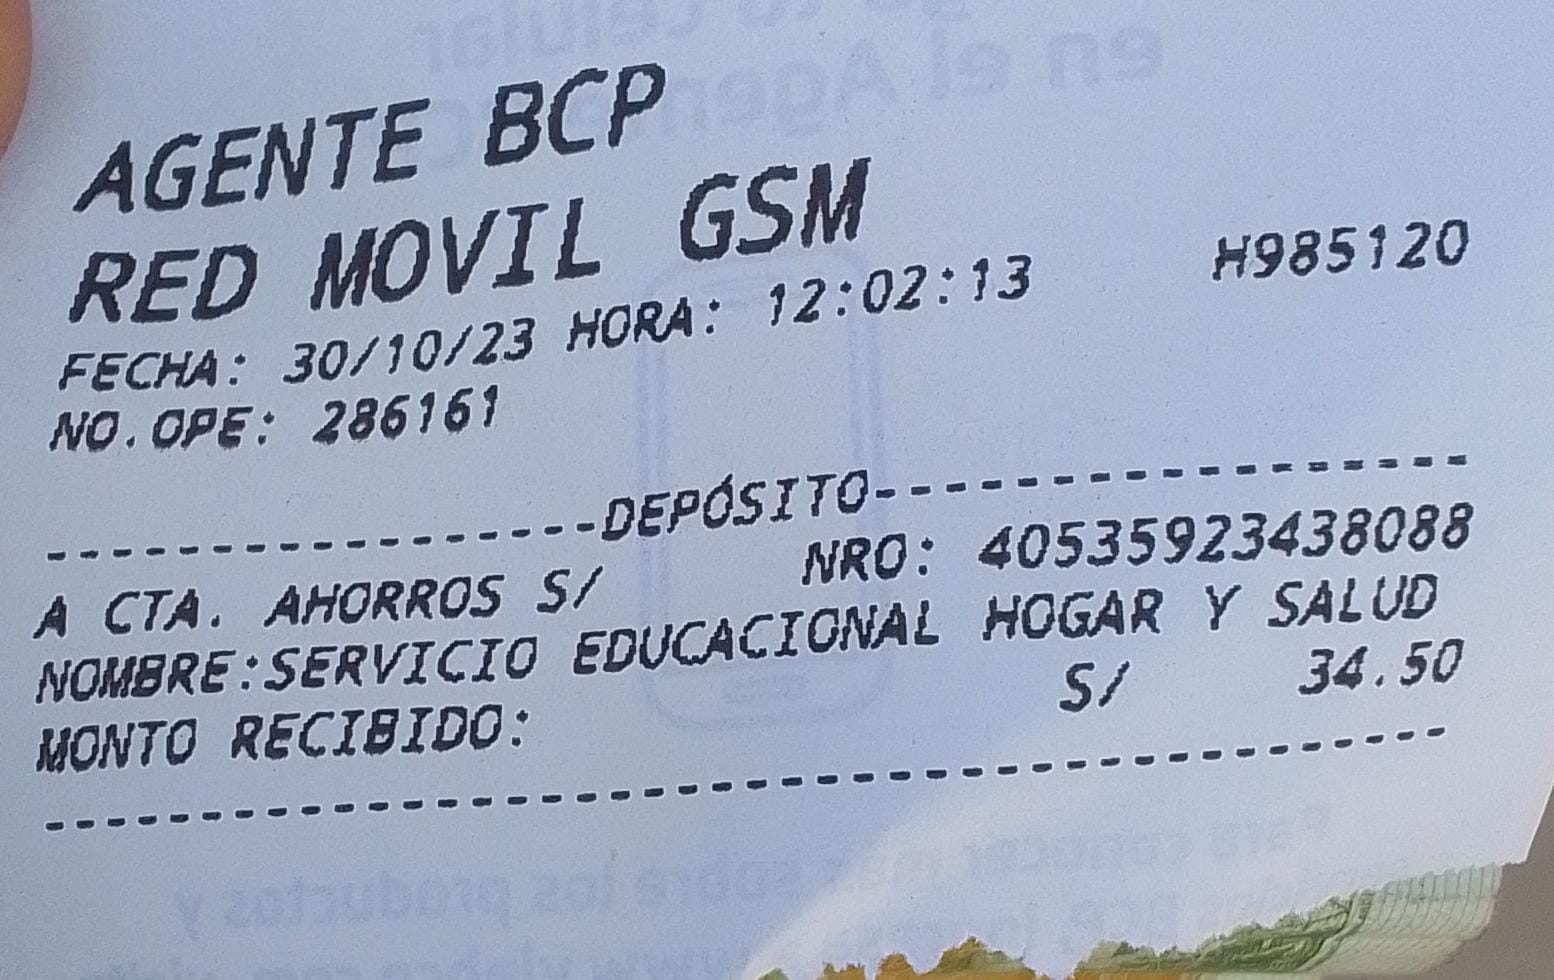 AGENTE BCP
RED MOVIL GSM
FECHA: 30/10/23 HORA: 12:02:13 H985120
NO.OPE: 286161
-----------------DEPÓSITO-----------------
A CTA. AHORROS S/ NRO: 40535923438088
NOMBRE:SERVICIO EDUCACIONAL HOGAR Y SALUD
MONTO RECIBIDO: S/ 34.50
------------------------------------------